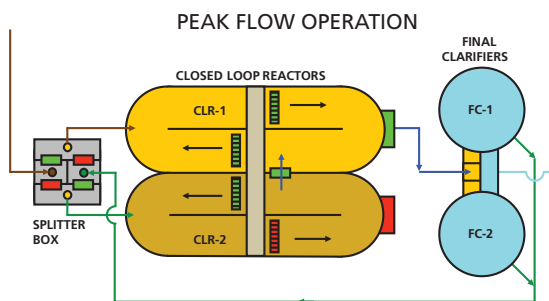 PEAK FLOW OPERATION
FINAL
CLARIFIERS
CLOSED LOOP REACTORS
CLR-1
FC-1
SPLITTER
BOX
CLR-2
FC-2